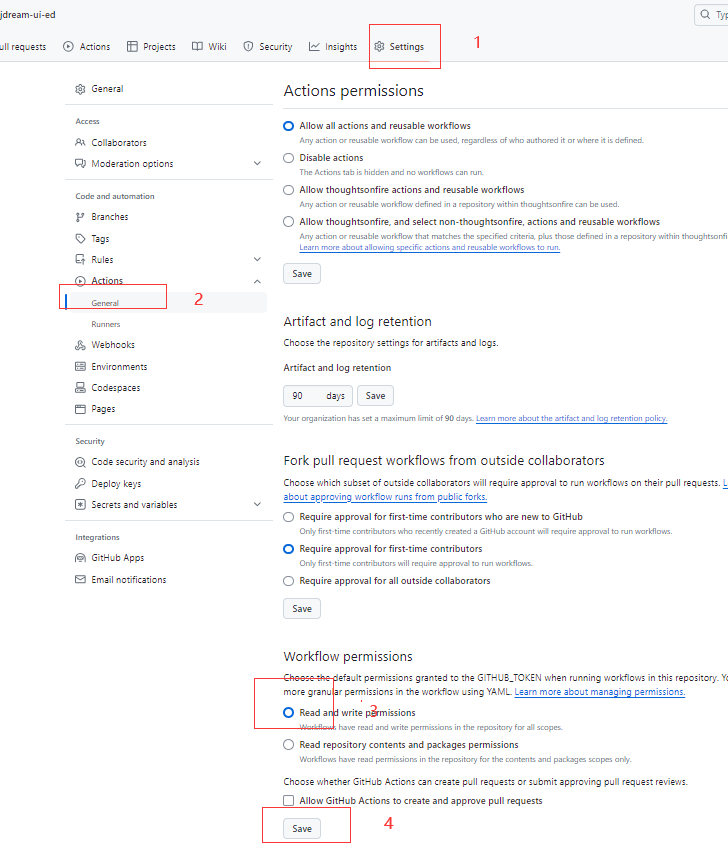 jdream-ui-ed
Typ
ull requests
Actions
Projects
Wiki
Security
Insights
Settings
1
General
Access
Collaborators
Moderation options
Code and automation
Branches
Tags
Rules
Actions
General
2
Runners
Webhooks
Environments
Codespaces
Pages
Security
Code security and analysis
Deploy keys
Secrets and variables
Integrations
GitHub Apps
Email notifications
Actions permissions
Allow all actions and reusable workflows
Any action or reusable workflow can be used, regardless of who authored it or where it is defined.
Disable actions
The Actions tab is hidden and no workflows can run.
Allow thoughtsonfire actions and reusable workflows
Any action or reusable workflow defined in a repository within thoughtsonfire can be used.
Allow thoughtsonfire, and select non-thoughtsonfire, actions and reusable workflows
Any action or reusable workflow that matches the specified criteria, plus those defined in a repository within thoughtsonfir
Learn more about allowing specific actions and reusable workflows to run.
Save
Artifact and log retention
Choose the repository settings for artifacts and logs.
Artifact and log retention
90 days Save
Your organization has set a maximum limit of 90 days. Learn more about the artifact and log retention policy.
Fork pull request workflows from outside collaborators
Choose which subset of outside collaborators will require approval to run workflows on their pull requests. L
about approving workflow runs from public forks.
Require approval for first-time contributors who are new to GitHub
Only first-time contributors who recently created a GitHub account will require approval to run workflows.
Require approval for first-time contributors
Only first-time contributors will require approval to run workflows.
Require approval for all outside collaborators
Save
Workflow permissions
Choose the default permissions granted to the GITHUB_TOKEN when running workflows in this repository. Yo
more granular permissions in the workflow using YAML. Learn more about managing permissions.
Read and write permissions
3
Workflows have read and write permissions in the repository for all scopes.
Read repository contents and packages permissions
Workflows have read permissions in the repository for the contents and packages scopes only.
Choose whether GitHub Actions can create pull requests or submit approving pull request reviews.
Allow GitHub Actions to create and approve pull requests
Save
4